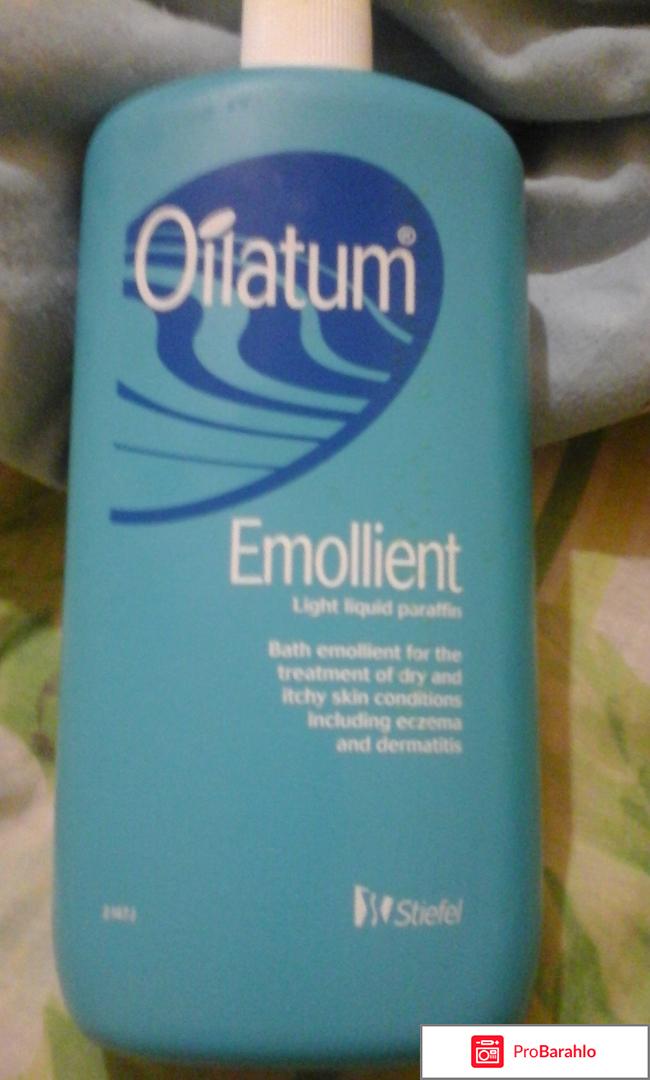 Oilatum®
Emollient
Light liquid paraffin
Bath emollient for the
treatment of dry and
itchy skin conditions
including eczema
and dermatitis
Stiefel
ProBarahlo